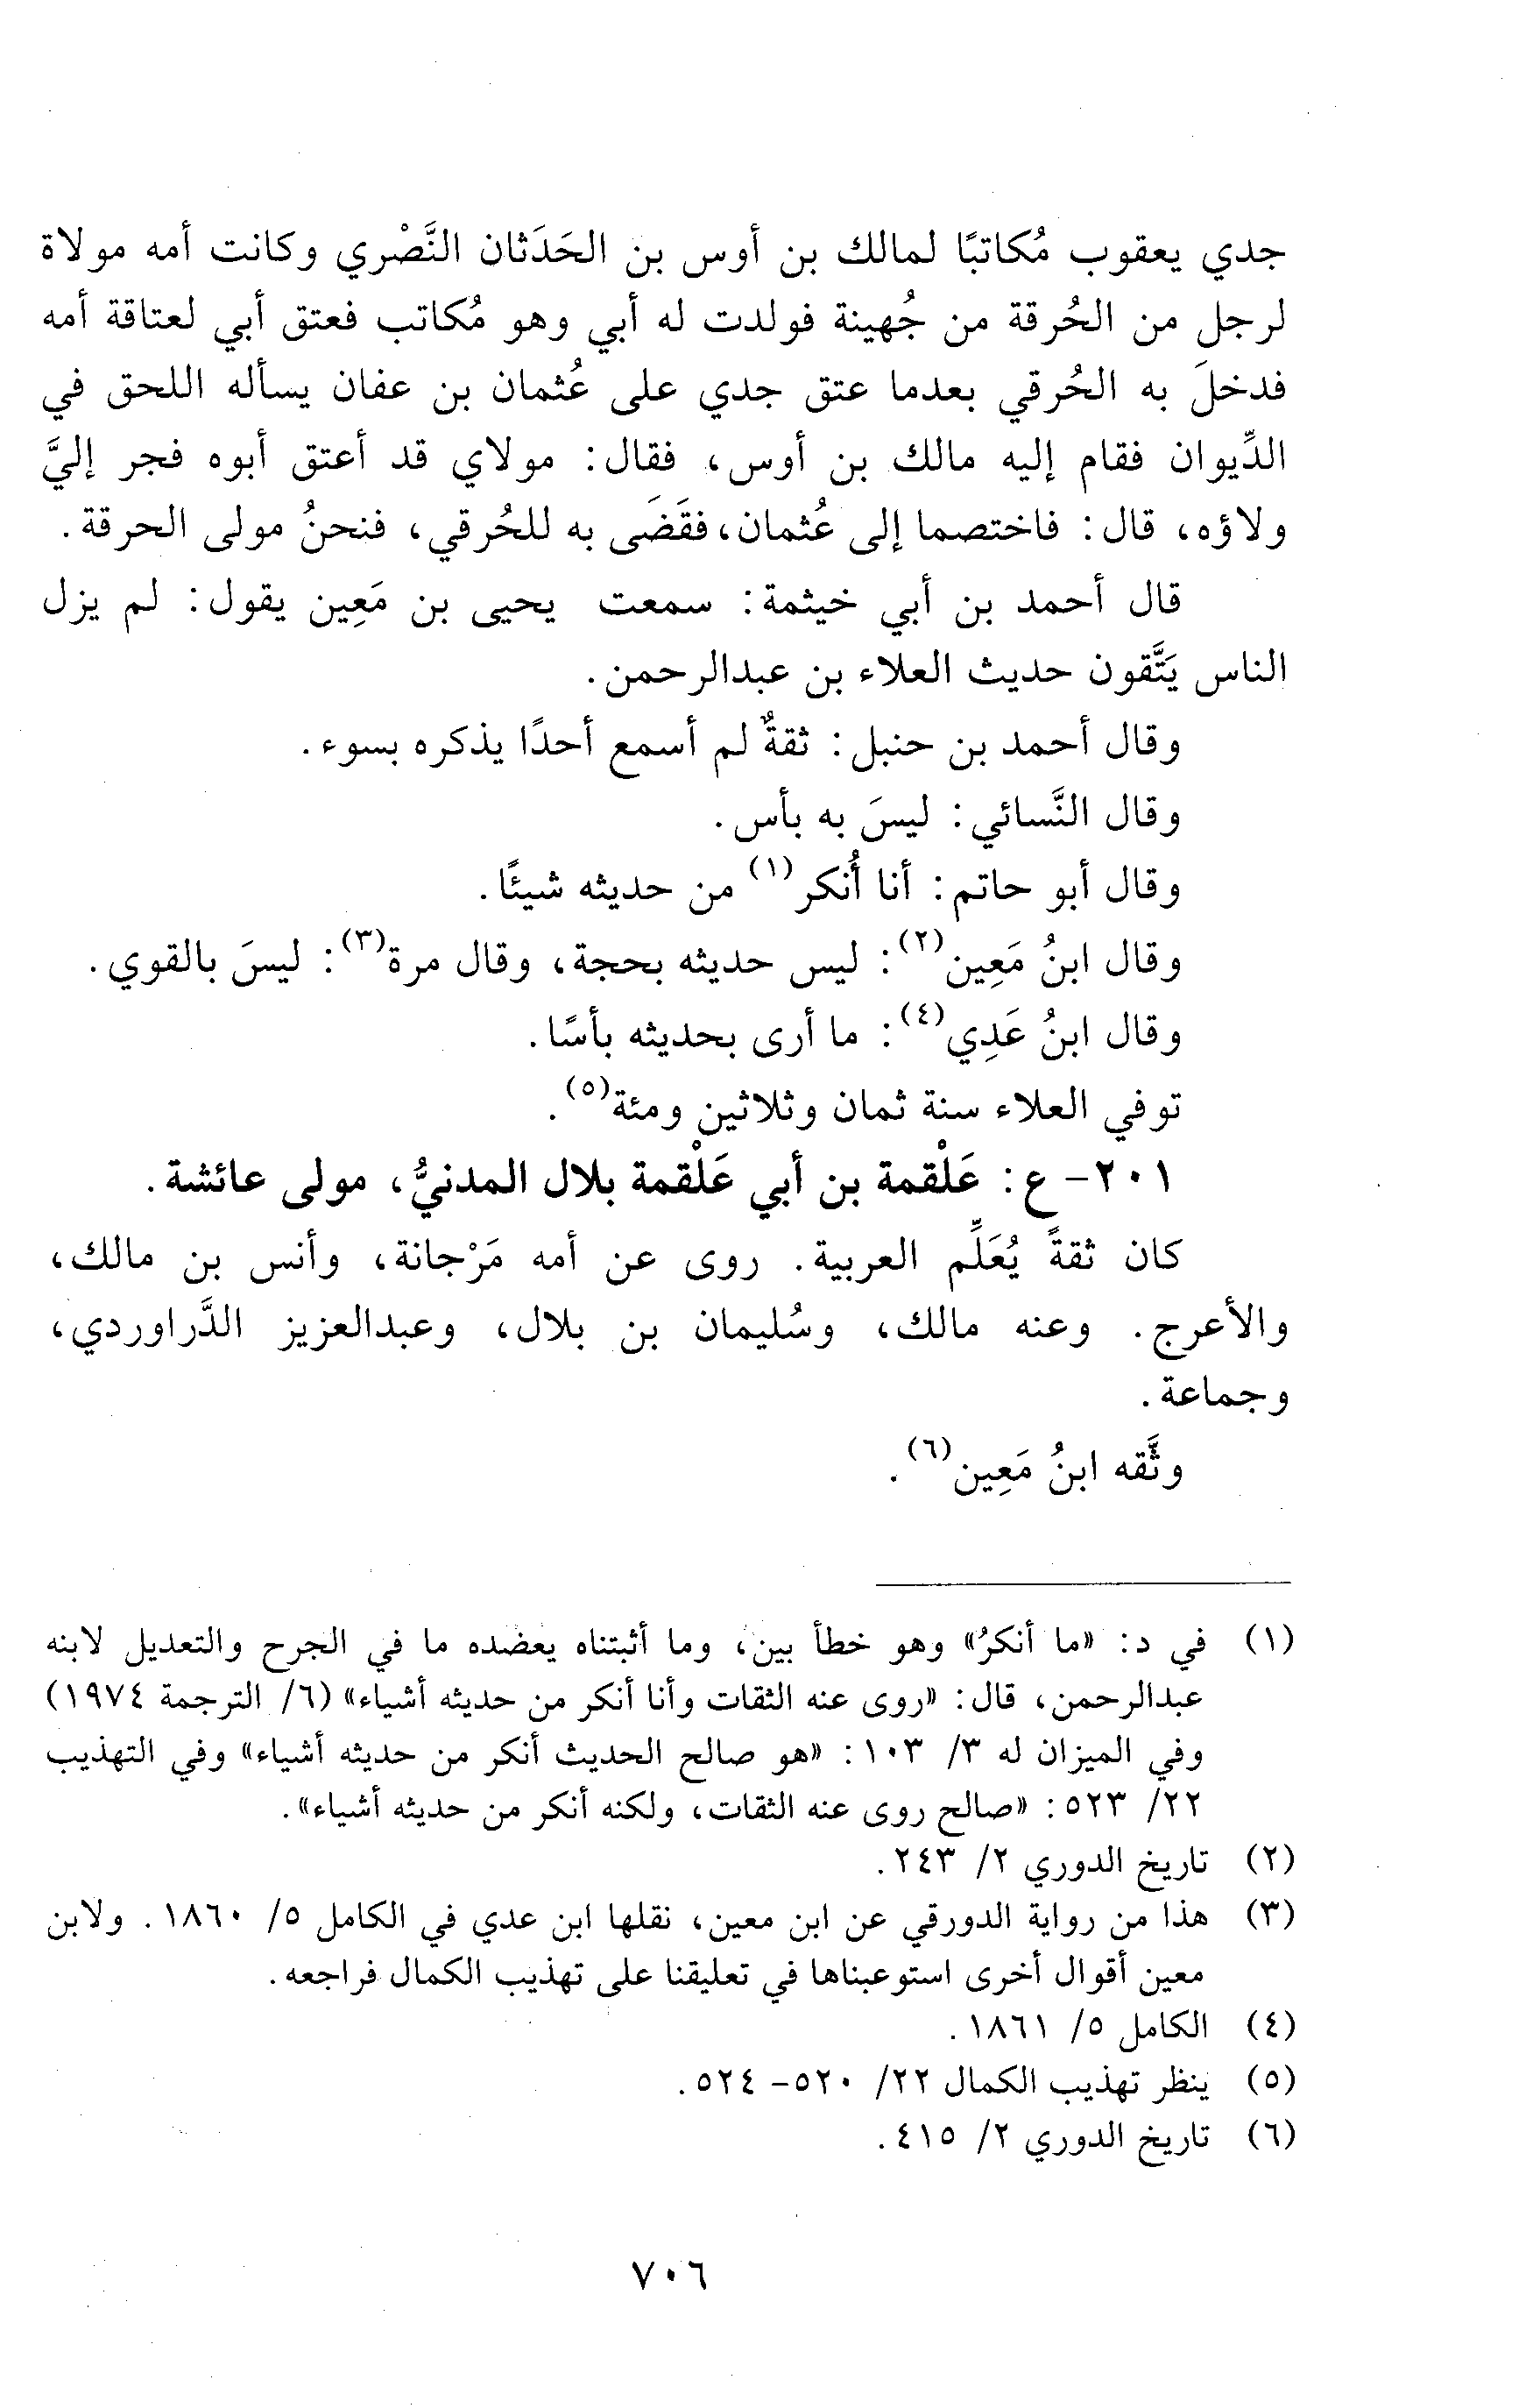 جدي يعقوب مُكاتبًا لمالك بن أوس بن الحَدَثان النَّصْري وكانت أمه مولاة
لرجل من الحُرقة من جُهينة فولدت له أبي وهو مُكاتب فعتق أبي لعتاقة أمه
فدخلَ به الحُرقي بعدما عتق جدي على عُثمان بن عفان يسأله اللحق في
الدِّيوان فقام إليه مالك بن أوس، فقال: مولاي قد أعتق أبوه فجر إليَّ
ولاؤه، قال: فاختصما إلى عُثمان، فقَضَى به للحُرقي، فنحنُ مولى الحرقة.
قال أحمد بن أبي خيثمة: سمعت يحيى بن مَعِين يقول: لم يزل
الناس يَتَّقون حديث العلاء بن عبدالرحمن.
وقال أحمد بن حنبل: ثقةٌ لم أسمع أحدًا يذكره بسوء.
وقال النَّسائي: ليسَ به بأس.
وقال أبو حاتم: أنا أُنكر(١) من حديثه شيئًا.
وقال ابنُ مَعِين(٢): ليس حديثه بحجة، وقال مرة(٣): ليسَ بالقوي.
وقال ابنُ عَدِي(٤): ما أرى بحديثه بأسًا.
توفي العلاء سنة ثمان وثلاثين ومئة(٥).
٢٠١- ع: عَلْقمة بن أبي عَلْقمة بلال المدنيُّ، مولى عائشة.
كان ثقةً يُعَلِّم العربية. روى عن أمه مَرْجانة، وأنس بن مالك،
والأعرج. وعنه مالك، وسُليمان بن بلال، وعبدالعزيز الدَّراوردي،
وجماعة.
وثَّقه ابنُ مَعِين(٦).
(١) في د: «ما أنكرُ» وهو خطأ بين، وما أثبتناه يعضده ما في الجرح والتعديل لابنه
عبدالرحمن، قال: «روى عنه الثقات وأنا أنكر من حديثه أشياء» (٦/ الترجمة ١٩٧٤)
وفي الميزان له ٣/ ١٠٣: «هو صالح الحديث أنكر من حديثه أشياء» وفي التهذيب
٢٢/ ٥٢٣: «صالح روى عنه الثقات، ولكنه أنكر من حديثه أشياء».
(٢) تاريخ الدوري ٢/ ٢٤٣.
(٣) هذا من رواية الدورقي عن ابن معين، نقلها ابن عدي في الكامل ٥/ ١٨٦٠. ولابن
معين أقوال أخرى استوعبناها في تعليقنا على تهذيب الكمال فراجعه.
(٤) الكامل ٥/ ١٨٦١.
(٥) ينظر تهذيب الكمال ٢٢/ ٥٢٠- ٥٢٤.
(٦) تاريخ الدوري ٢/ ٤١٥.
٧٠٦